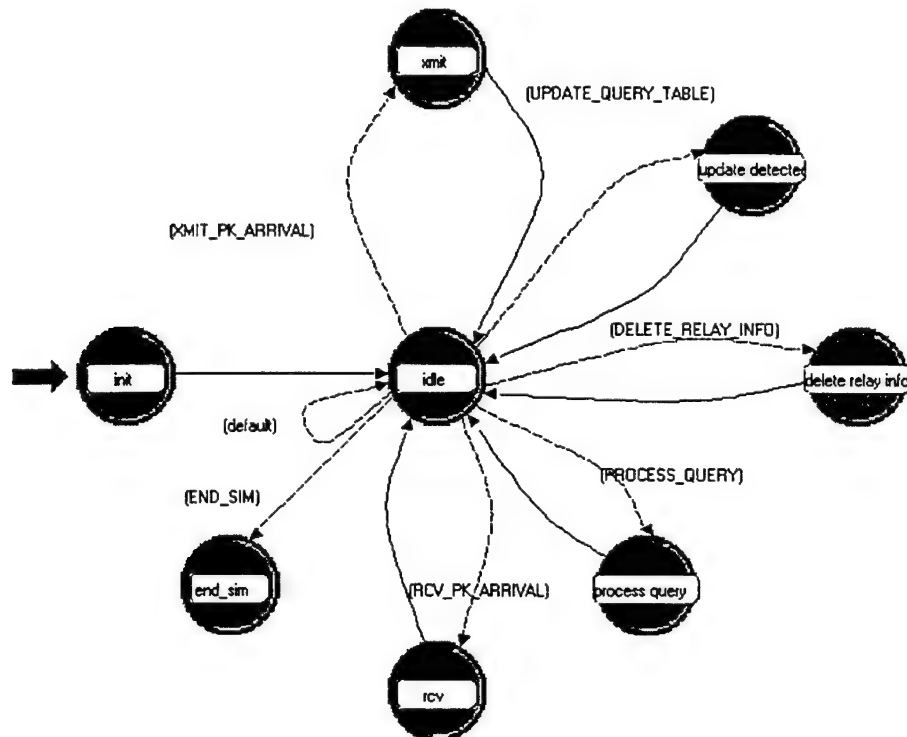 xmit
(UPDATE_QUERY_TABLE)
update detected
(XMIT_PK_ARRIVAL)
(DELETE_RELAY_INFO)
init
idle
delete relay info
(default)
(PROCESS_QUERY)
(END_SIM)
end_sim
(RCV_PK_ARRIVAL)
process query
rcv